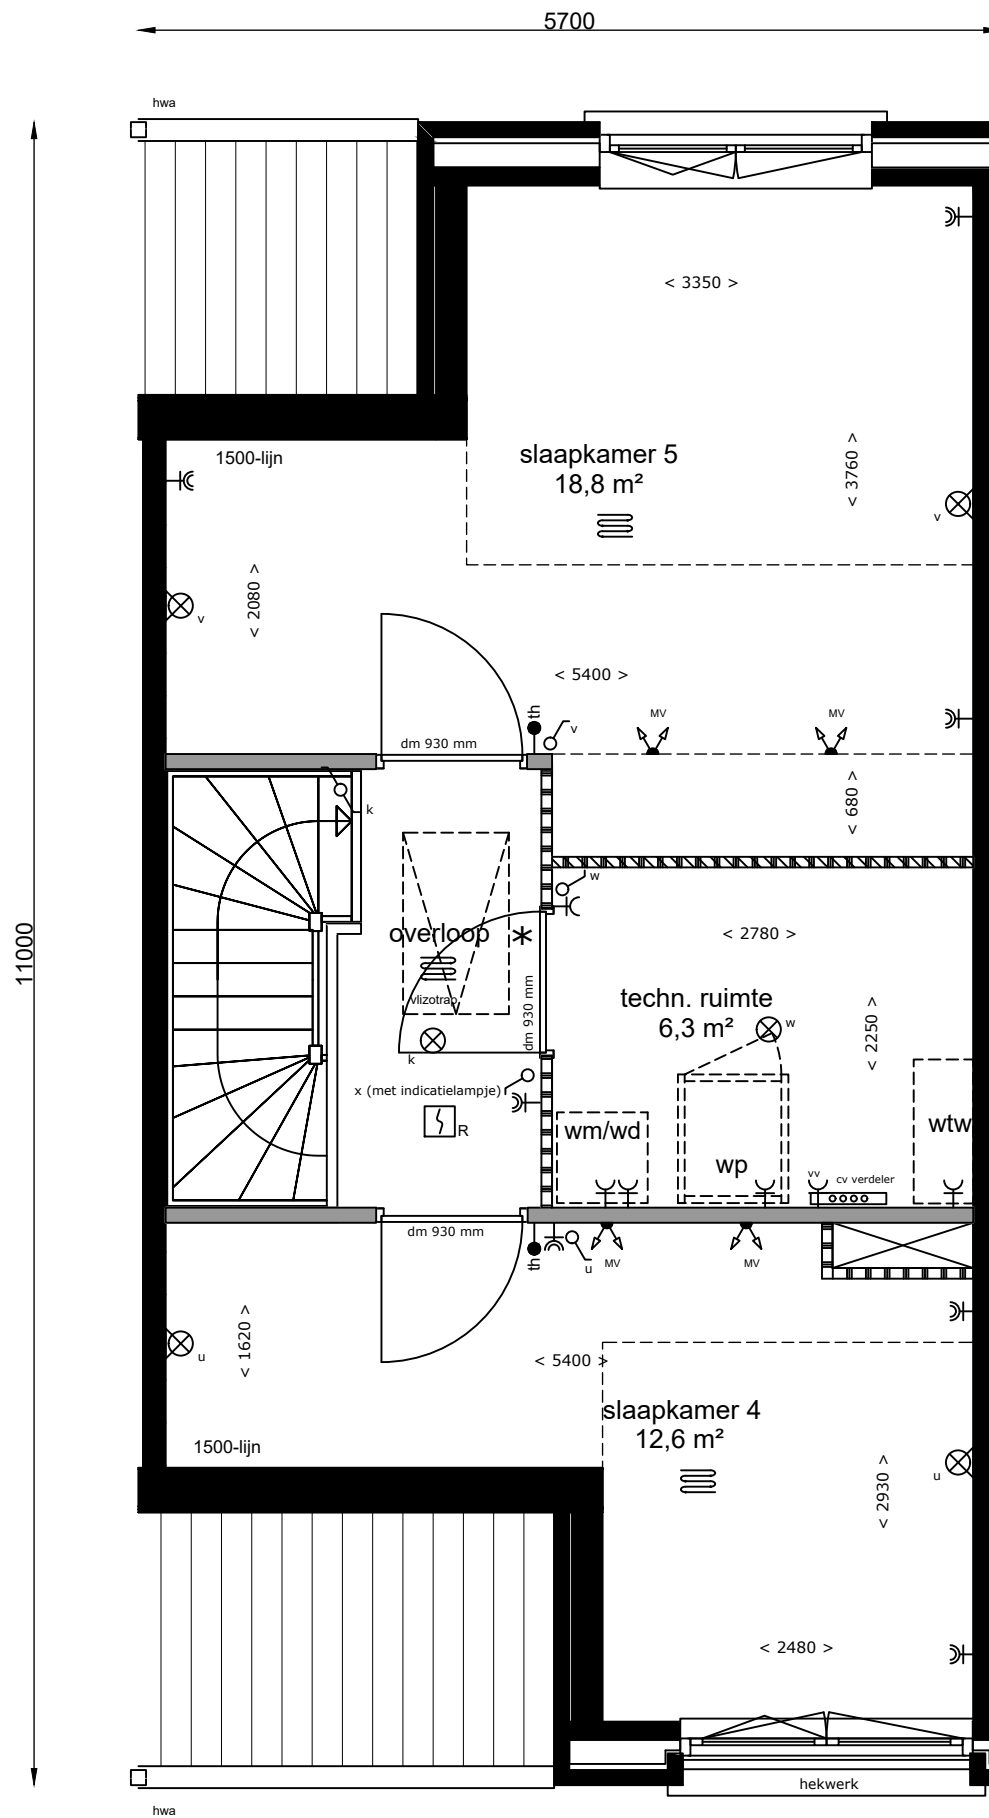 5700
hwa
11000
< 3350 >
slaapkamer 5
18,8 m²
1500-lijn
< 3760 >
v
< 2080 >
v
< 5400 >
th
v
MV
MV
dm 930 mm
k
< 680 >
w
overloop *
< 2780 >
vlizotrap
dm 930 mm
techn. ruimte
6,3 m²
w
< 2250 >
k
x (met indicatielampje)
R
wm/wd
wp
wtw
vv
cv verdeler
dm 930 mm
th
u
MV
MV
< 1620 >
u
< 5400 >
slaapkamer 4
12,6 m²
1500-lijn
u
< 2930 >
< 2480 >
hekwerk
hwa